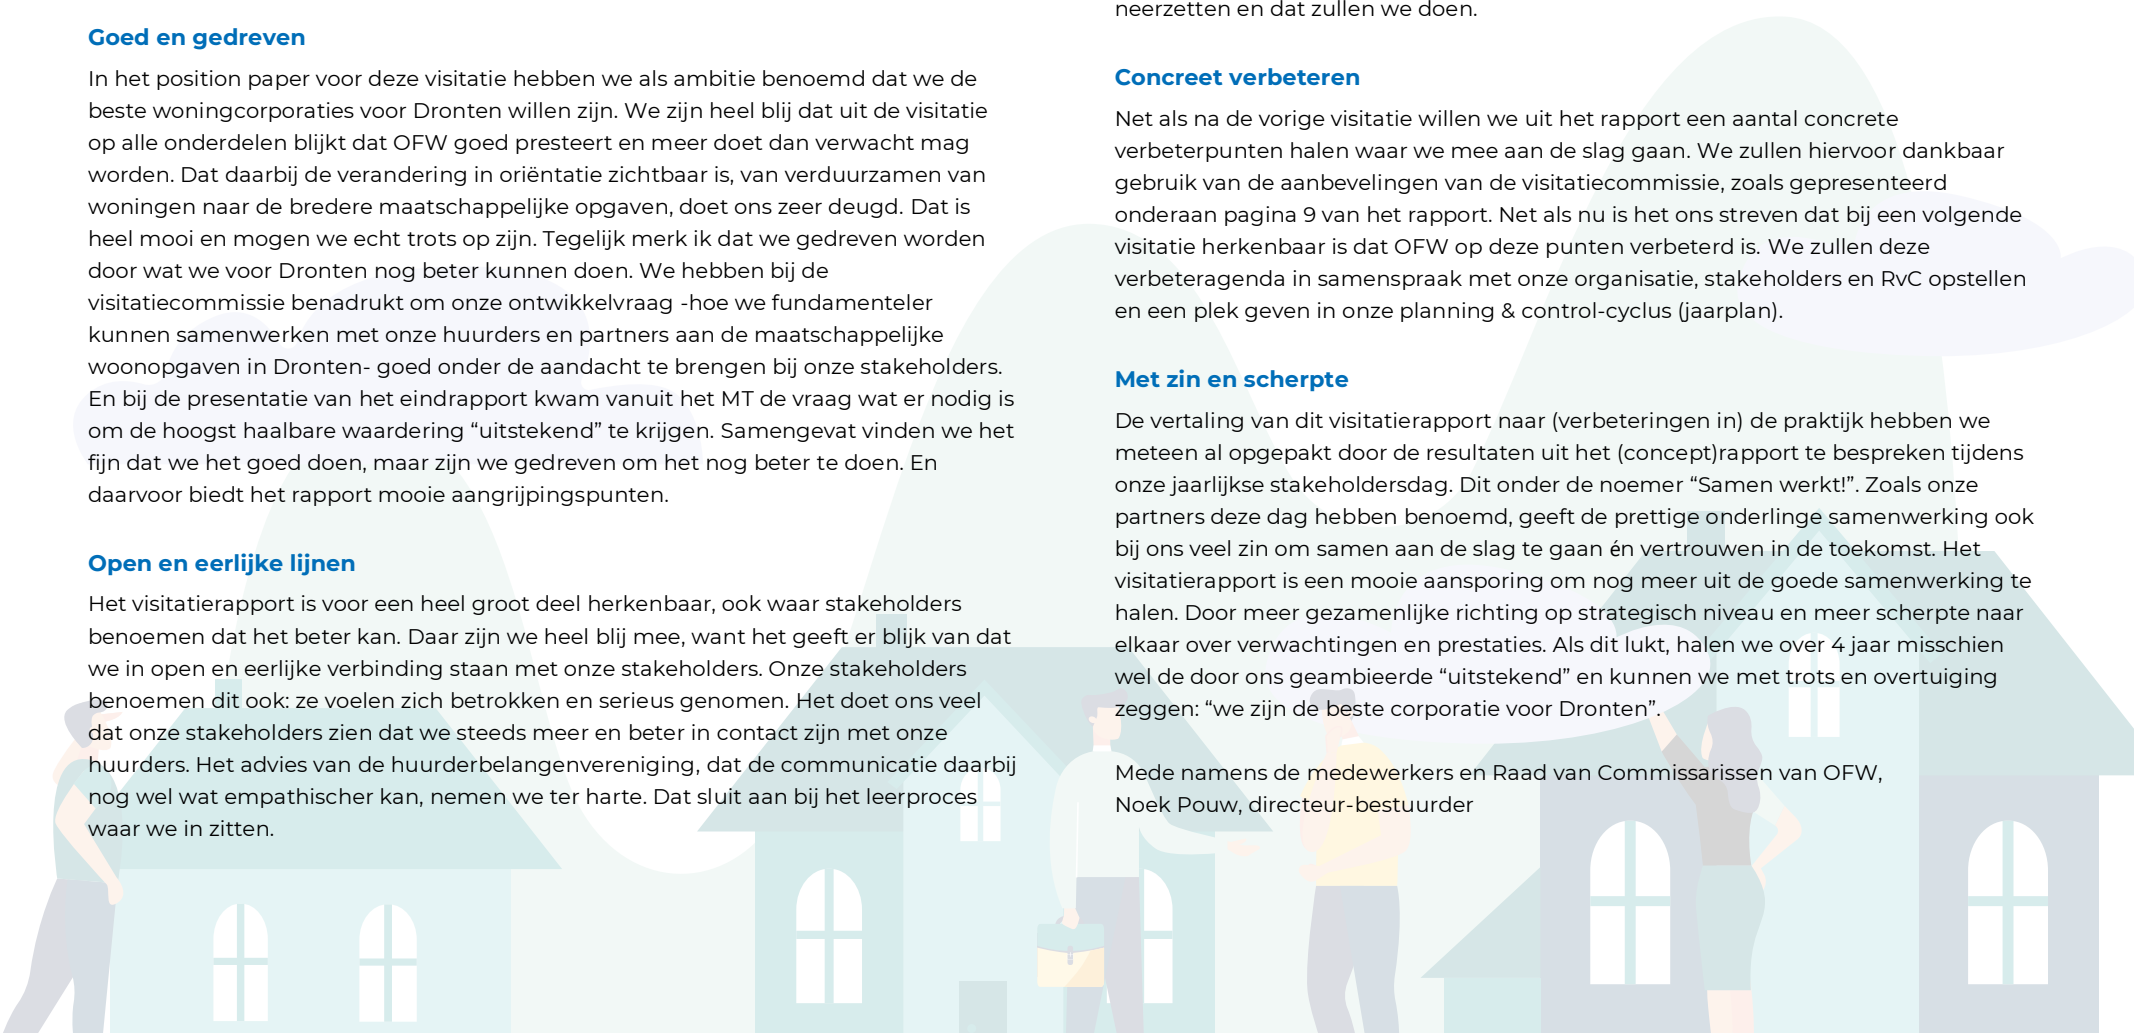 Goed en gedreven
In het position paper voor deze visitatie hebben we als ambitie benoemd dat we de
beste woningcorporaties voor Dronten willen zijn. We zijn heel blij dat uit de visitatie
op alle onderdelen blijkt dat OFW goed presteert en meer doet dan verwacht mag
worden. Dat daarbij de verandering in oriëntatie zichtbaar is, van verduurzamen van
woningen naar de bredere maatschappelijke opgaven, doet ons zeer deugd. Dat is
heel mooi en mogen we echt trots op zijn. Tegelijk merk ik dat we gedreven worden
door wat we voor Dronten nog beter kunnen doen. We hebben bij de
visitatiecommissie benadrukt om onze ontwikkelvraag -hoe we fundamenteler
kunnen samenwerken met onze huurders en partners aan de maatschappelijke
woonopgaven in Dronten- goed onder de aandacht te brengen bij onze stakeholders.
En bij de presentatie van het eindrapport kwam vanuit het MT de vraag wat er nodig is
om de hoogst haalbare waardering “uitstekend” te krijgen. Samengevat vinden we het
fijn dat we het goed doen, maar zijn we gedreven om het nog beter te doen. En
daarvoor biedt het rapport mooie aangrijpingspunten.
Open en eerlijke lijnen
Het visitatierapport is voor een heel groot deel herkenbaar, ook waar stakeholders
benoemen dat het beter kan. Daar zijn we heel blij mee, want het geeft er blijk van dat
we in open en eerlijke verbinding staan met onze stakeholders. Onze stakeholders
benoemen dit ook: ze voelen zich betrokken en serieus genomen. Het doet ons veel
dat onze stakeholders zien dat we steeds meer en beter in contact zijn met onze
huurders. Het advies van de huurderbelangenvereniging, dat de communicatie daarbij
nog wel wat empathischer kan, nemen we ter harte. Dat sluit aan bij het leerproces
waar we in zitten.
neerzetten en dat zullen we doen.
Concreet verbeteren
Net als na de vorige visitatie willen we uit het rapport een aantal concrete
verbeterpunten halen waar we mee aan de slag gaan. We zullen hiervoor dankbaar
gebruik van de aanbevelingen van de visitatiecommissie, zoals gepresenteerd
onderaan pagina 9 van het rapport. Net als nu is het ons streven dat bij een volgende
visitatie herkenbaar is dat OFW op deze punten verbeterd is. We zullen deze
verbeteragenda in samenspraak met onze organisatie, stakeholders en RvC opstellen
en een plek geven in onze planning & control-cyclus (jaarplan).
Met zin en scherpte
De vertaling van dit visitatierapport naar (verbeteringen in) de praktijk hebben we
meteen al opgepakt door de resultaten uit het (concept)rapport te bespreken tijdens
onze jaarlijkse stakeholdersdag. Dit onder de noemer “Samen werkt!”. Zoals onze
partners deze dag hebben benoemd, geeft de prettige onderlinge samenwerking ook
bij ons veel zin om samen aan de slag te gaan én vertrouwen in de toekomst. Het
visitatierapport is een mooie aansporing om nog meer uit de goede samenwerking te
halen. Door meer gezamenlijke richting op strategisch niveau en meer scherpte naar
elkaar over verwachtingen en prestaties. Als dit lukt, halen we over 4 jaar misschien
wel de door ons geambieerde “uitstekend” en kunnen we met trots en overtuiging
zeggen: “we zijn de beste corporatie voor Dronten”.
Mede namens de medewerkers en Raad van Commissarissen van OFW,
Noek Pouw, directeur-bestuurder